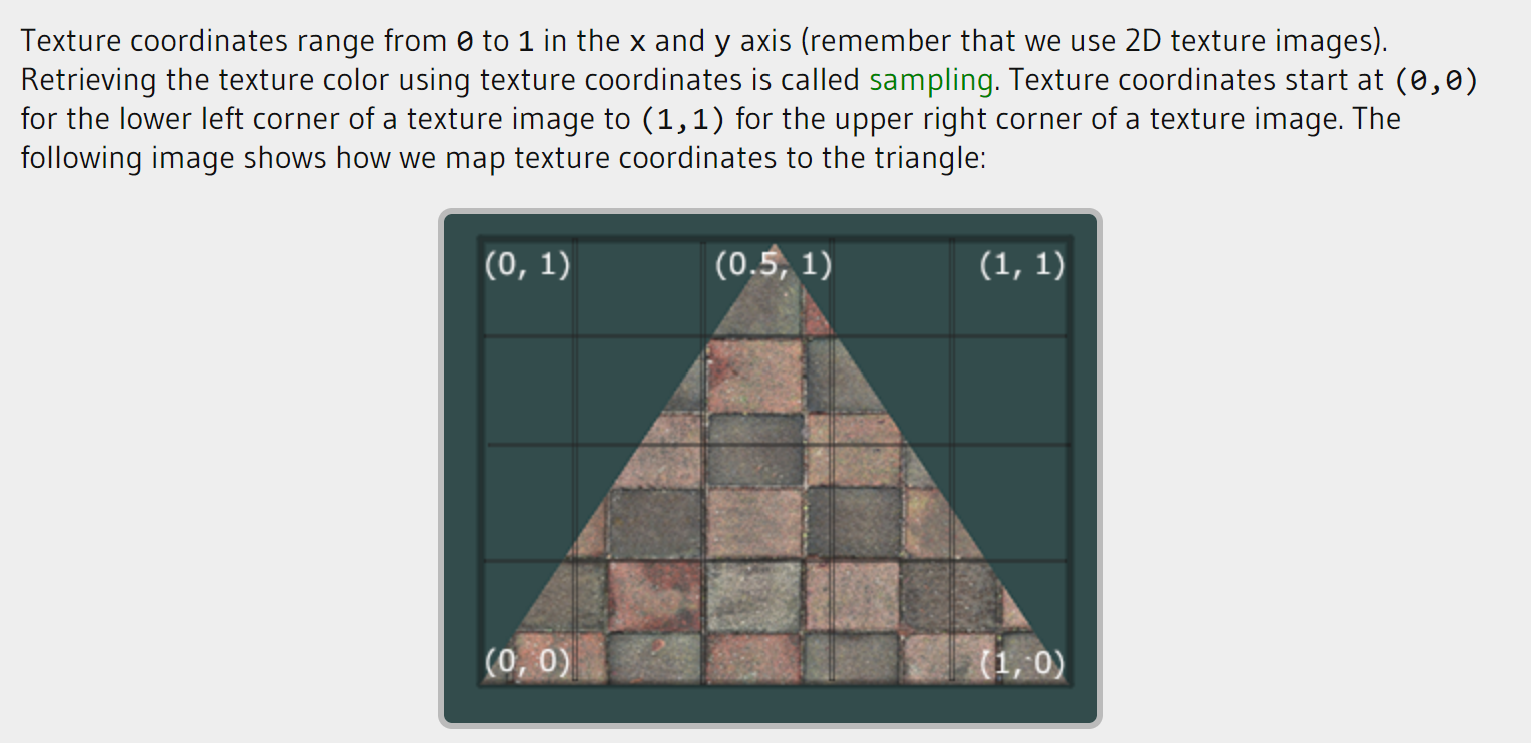 Texture coordinates range from 0 to 1 in the x and y axis (remember that we use 2D texture images).
Retrieving the texture color using texture coordinates is called sampling. Texture coordinates start at (0,0)
for the lower left corner of a texture image to (1,1) for the upper right corner of a texture image. The
following image shows how we map texture coordinates to the triangle:
(0, 1) (0.5, 1) (1, 1)
(0, 0) (1, 0)